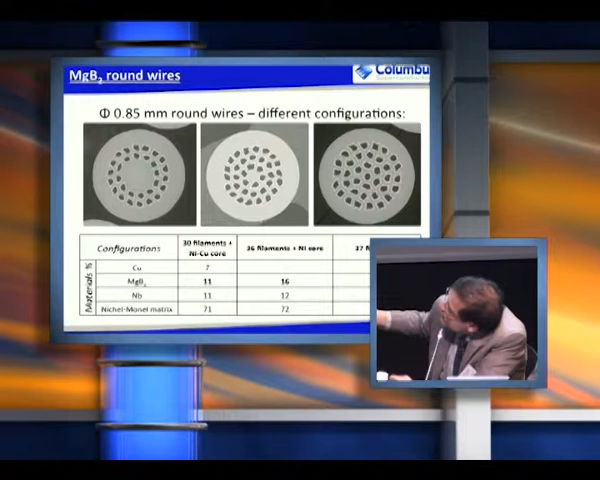 MgB₂ round wires
Columbu
Φ 0.85 mm round wires – different configurations:
Configurations
30 filaments + Ni-Cu core
36 filaments + Ni core
37
Materials %
Cu 7
MgB₂ 11 16
Nb 11 12
Nichel-Monel matrix 71 72